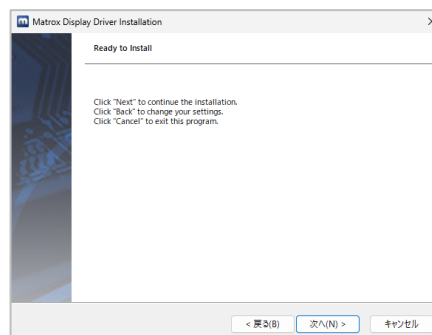 Matrox Display Driver Installation
Ready to Install
Click "Next" to continue the installation.
Click "Back" to change your settings.
Click "Cancel" to exit this program.
< 戻る(B)
次へ(N) >
キャンセル